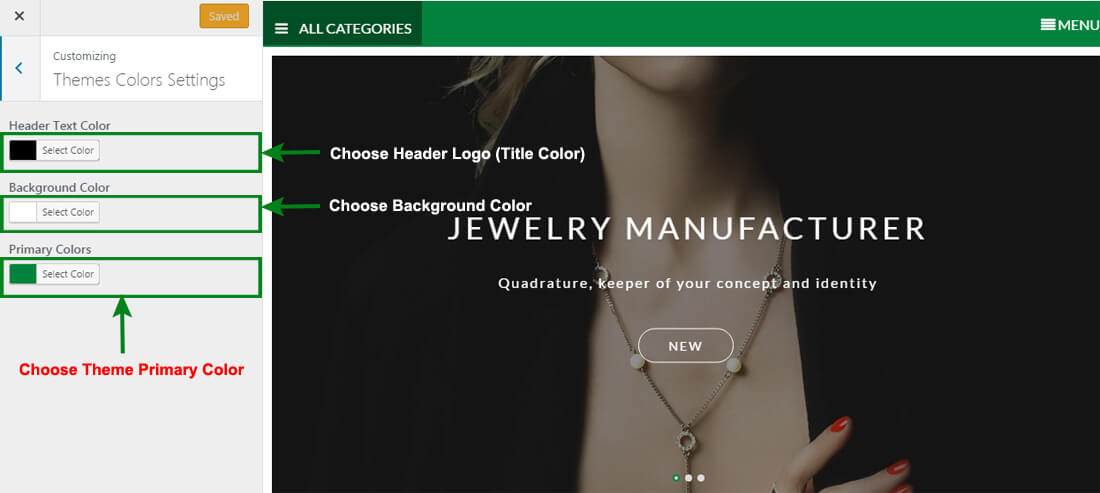 Saved
Customizing
Themes Colors Settings
Header Text Color
Select Color
Background Color
Select Color
Primary Colors
Select Color
Choose Theme Primary Color
ALL CATEGORIES
MENU
Choose Header Logo (Title Color)
Choose Background Color
JEWELRY MANUFACTURER
Quadrature, keeper of your concept and identity
NEW